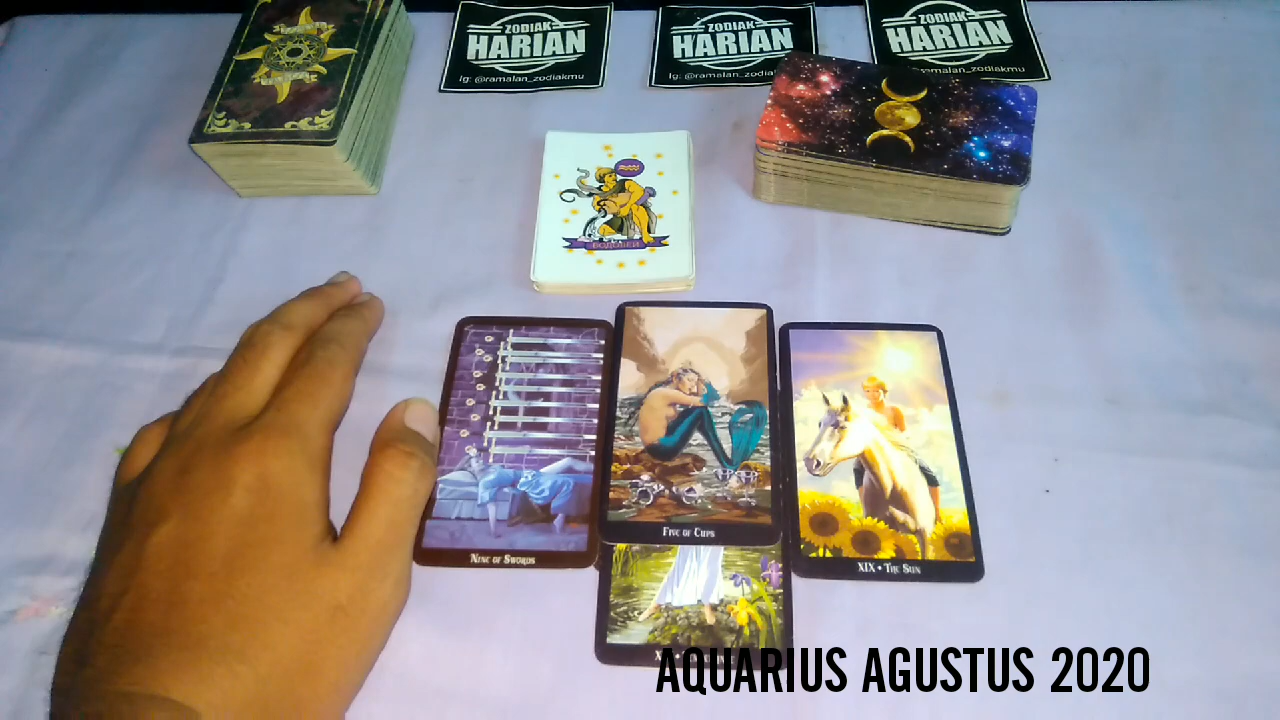 ZODIAK
HARIAN
Ig: @ramalan_zodiakmu
ZODIAK
HARIAN
ZODIAK
HARIAN
@ramalan_zodiakmu
ВОДОЛЕЙ
NINE OF SWORDS
FIVE OF CUPS
XIX • THE SUN
AQUARIUS AGUSTUS 2020